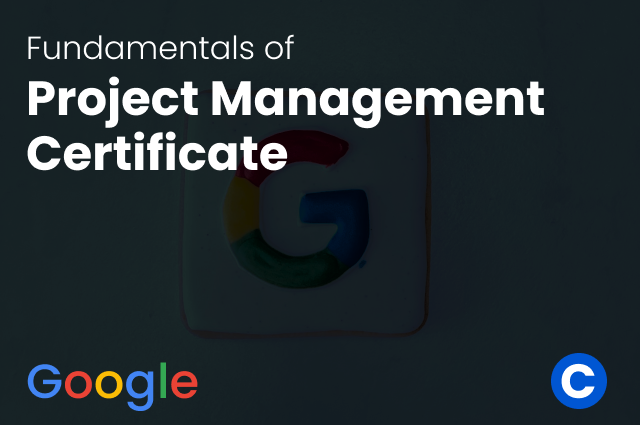 Fundamentals of
Project Management
Certificate
G
Google
C